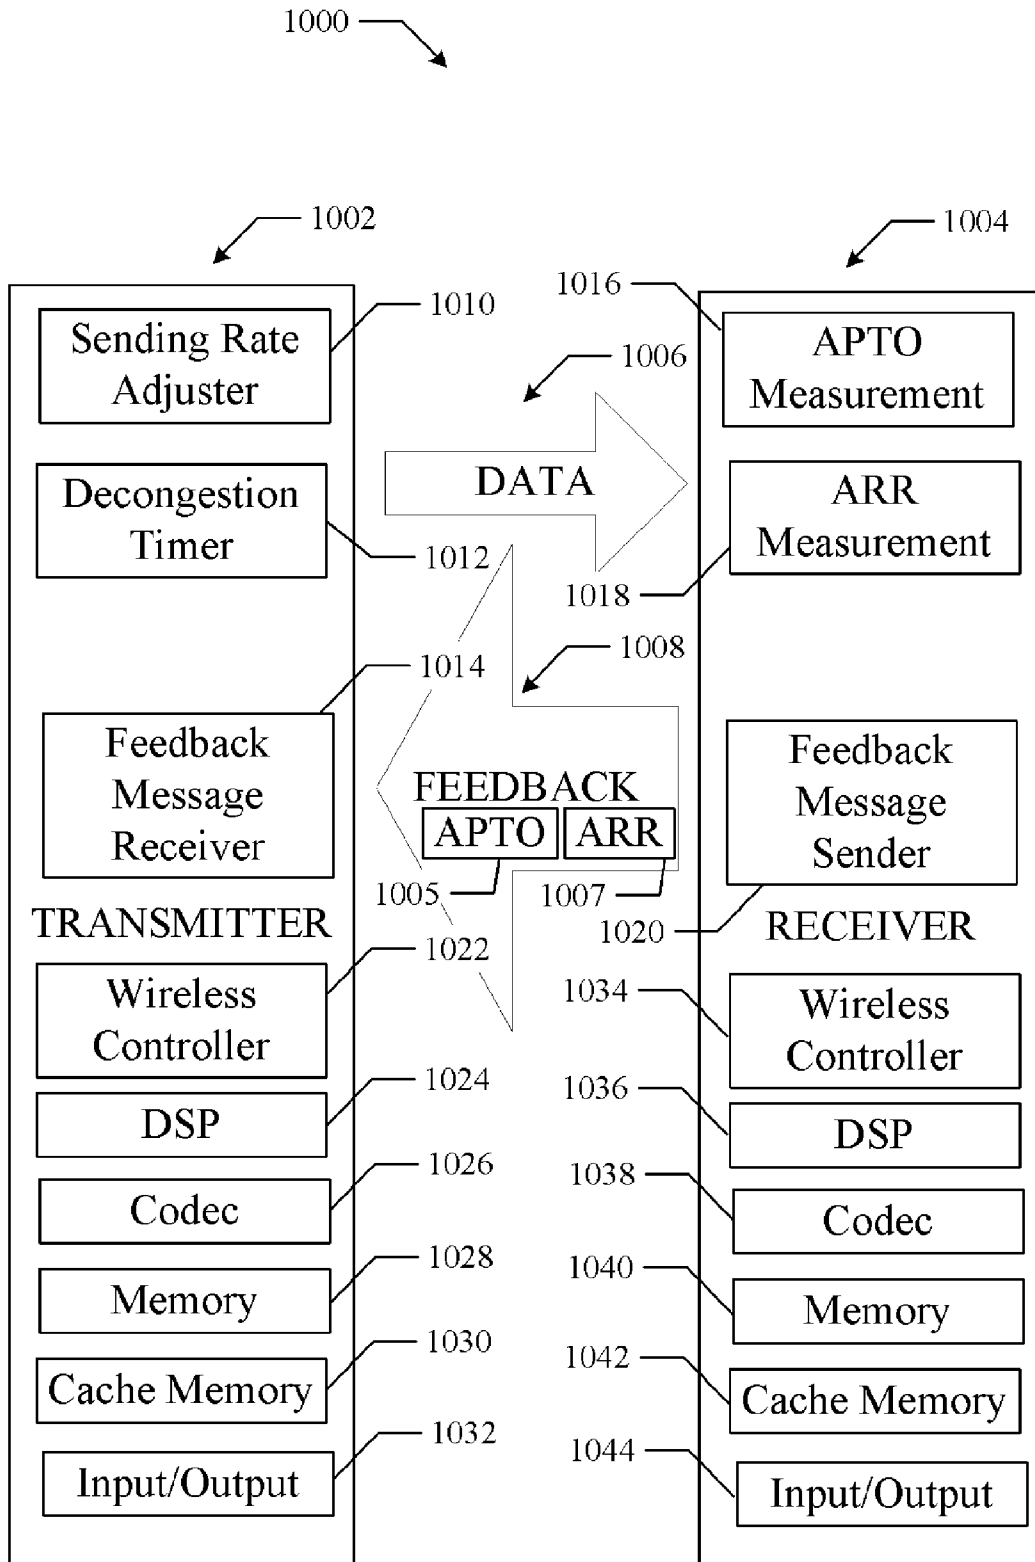 1000
1002
1004
1010
1016
Sending Rate
Adjuster
1006
APTO
Measurement
DATA
Decongestion
Timer
1012
ARR
Measurement
1018
1014
1008
Feedback
Message
Receiver
FEEDBACK
APTO
ARR
1005
1007
Feedback
Message
Sender
1020
TRANSMITTER
RECEIVER
1022
Wireless
Controller
1034
Wireless
Controller
1024
DSP
1036
DSP
1026
Codec
1038
Codec
1028
Memory
1040
Memory
1030
Cache Memory
1042
Cache Memory
1032
Input/Output
1044
Input/Output